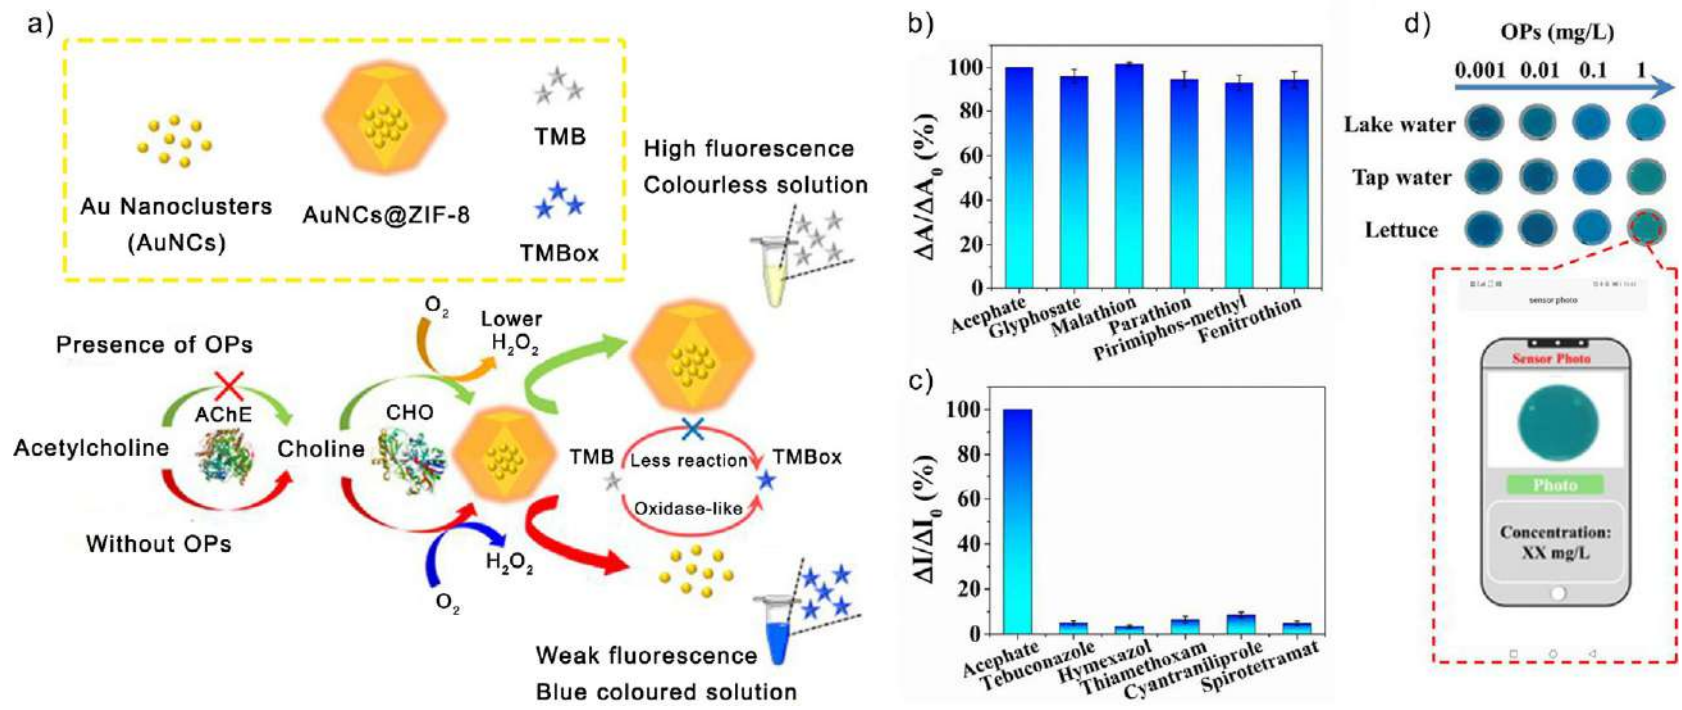 a)
Au Nanoclusters
(AuNCs)
AuNCs@ZIF-8
TMB
TMBox
High fluorescence
Colourless solution
Presence of OPs
Acetylcholine
AChE
Without OPs
Choline
O2
Lower
H2O2
CHO
O2
H2O2
TMB
Less reaction
TMBox
Oxidase-like
Weak fluorescence
Blue coloured solution
b)
ΔA/ΔA0 (%)
100
80
60
40
20
0
Acephate
Glyphosate
Malathion
Parathion
Pirimiphos-methyl
Fenitrothion
c)
ΔI/ΔI0 (%)
100
80
60
40
20
0
Acephate
Tebuconazole
Hymexazol
Thiamethoxam
Cyantraniliprole
Spirotetramat
d)
OPs (mg/L)
0.001 0.01 0.1 1
Lake water
Tap water
Lettuce
sensor photo
Sensor Photo
Photo
Concentration:
XX mg/L